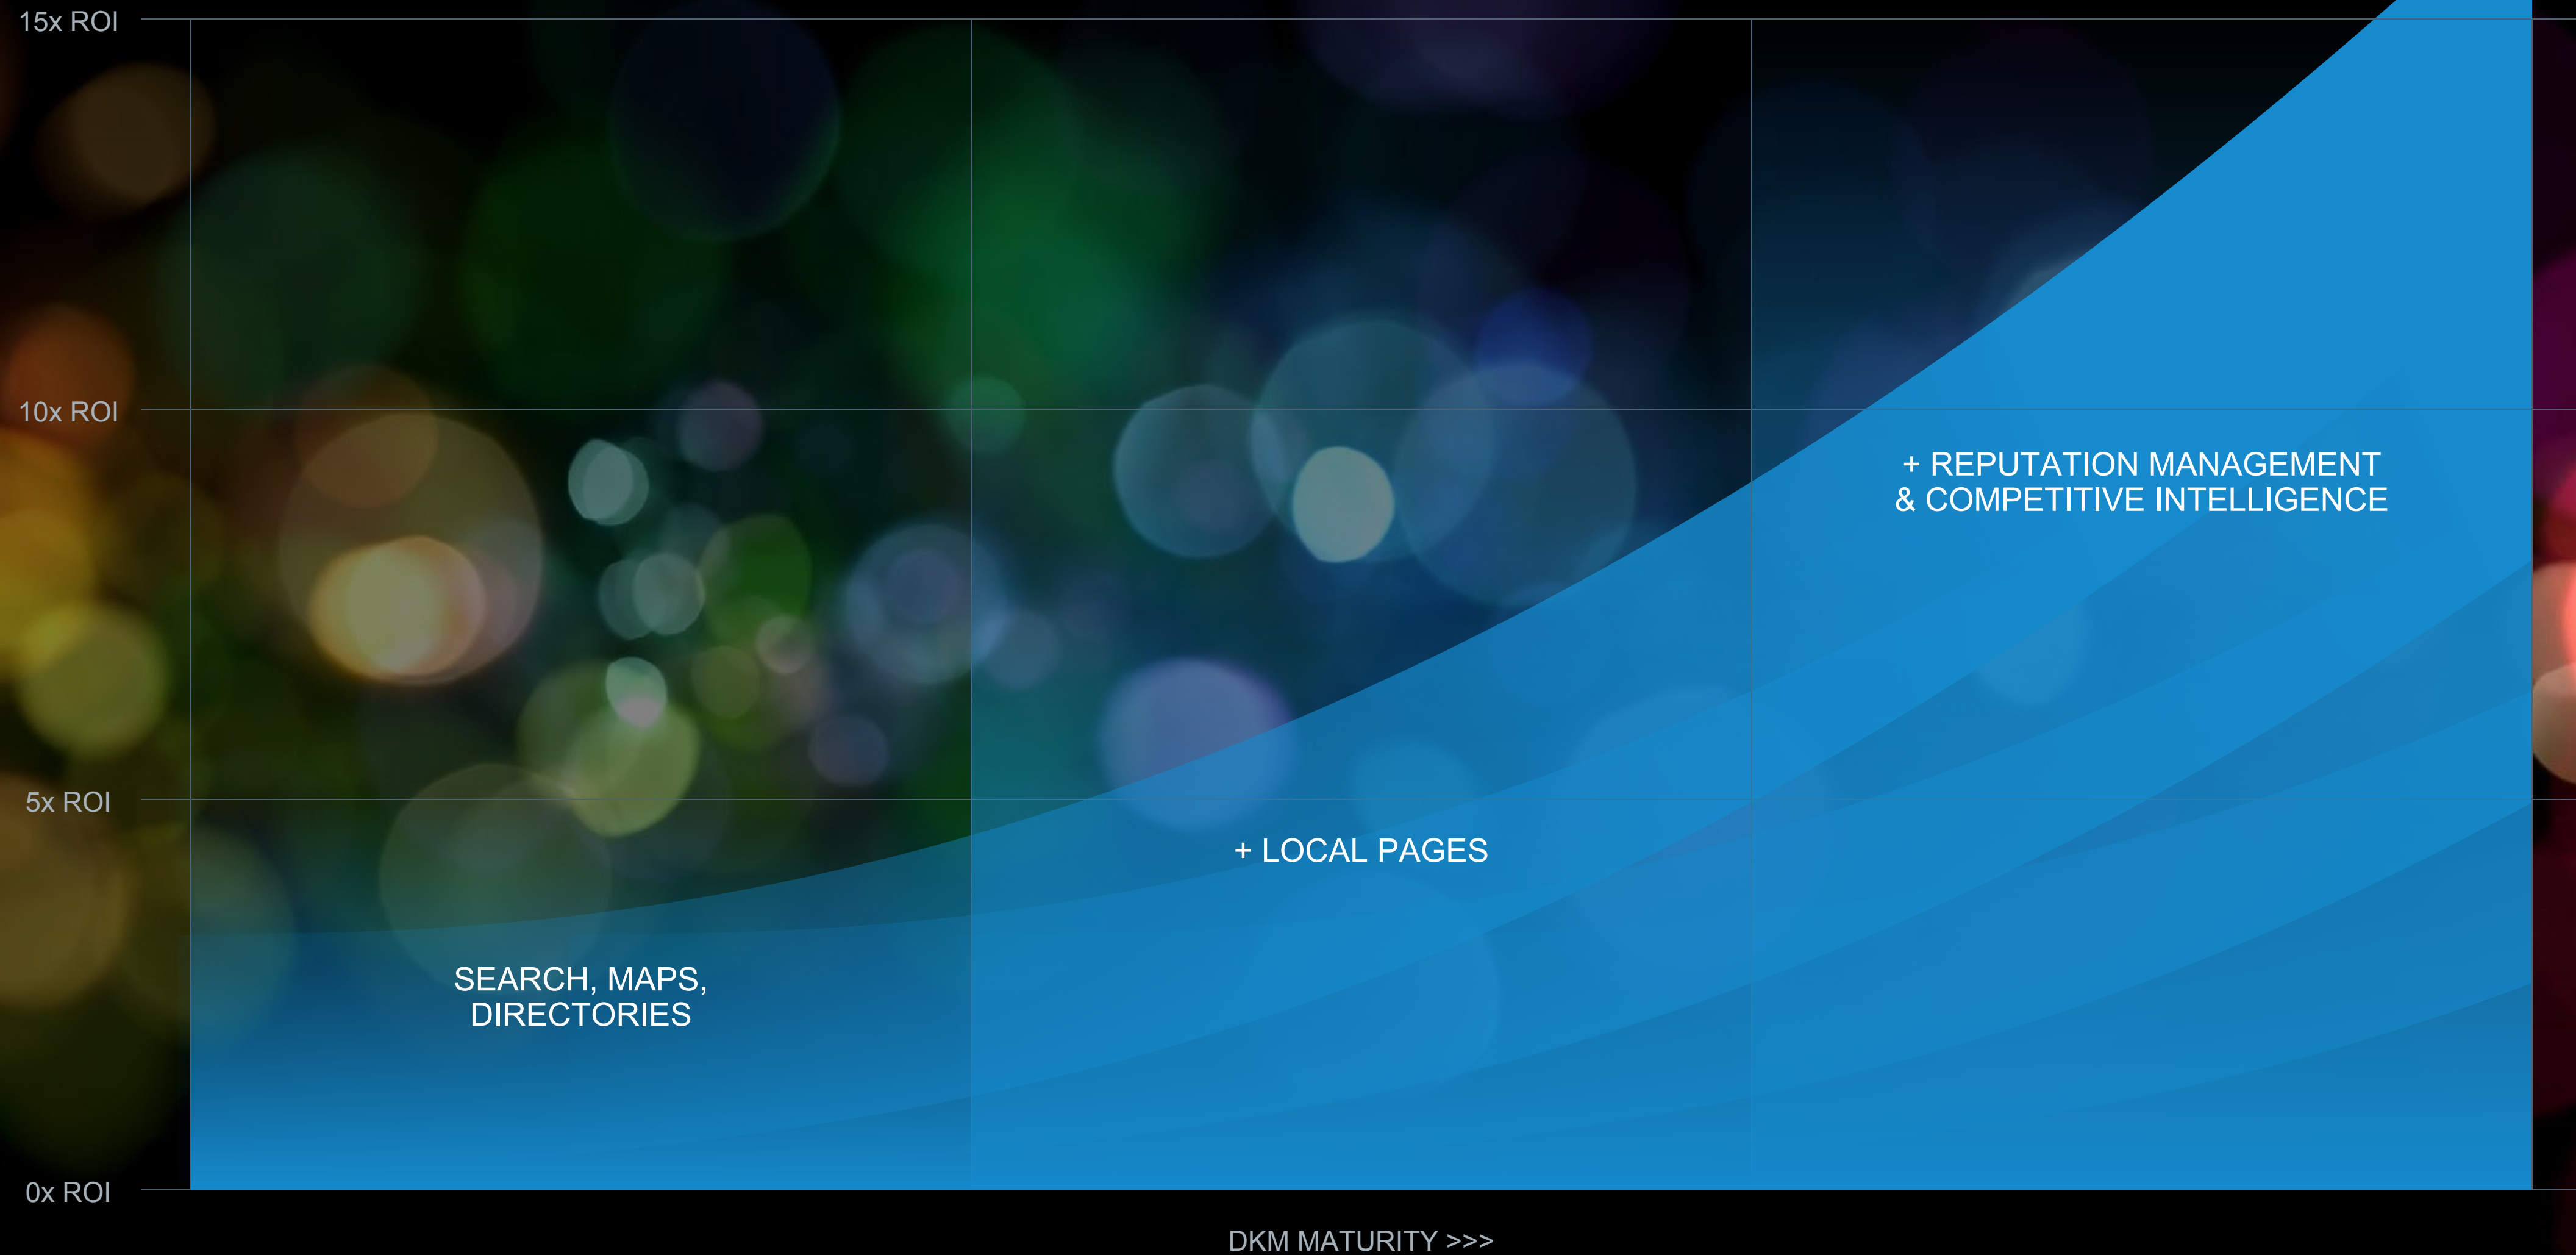 15x ROI
10x ROI
+ REPUTATION MANAGEMENT
& COMPETITIVE INTELLIGENCE
5x ROI
+ LOCAL PAGES
SEARCH, MAPS,
DIRECTORIES
0x ROI
DKM MATURITY >>>